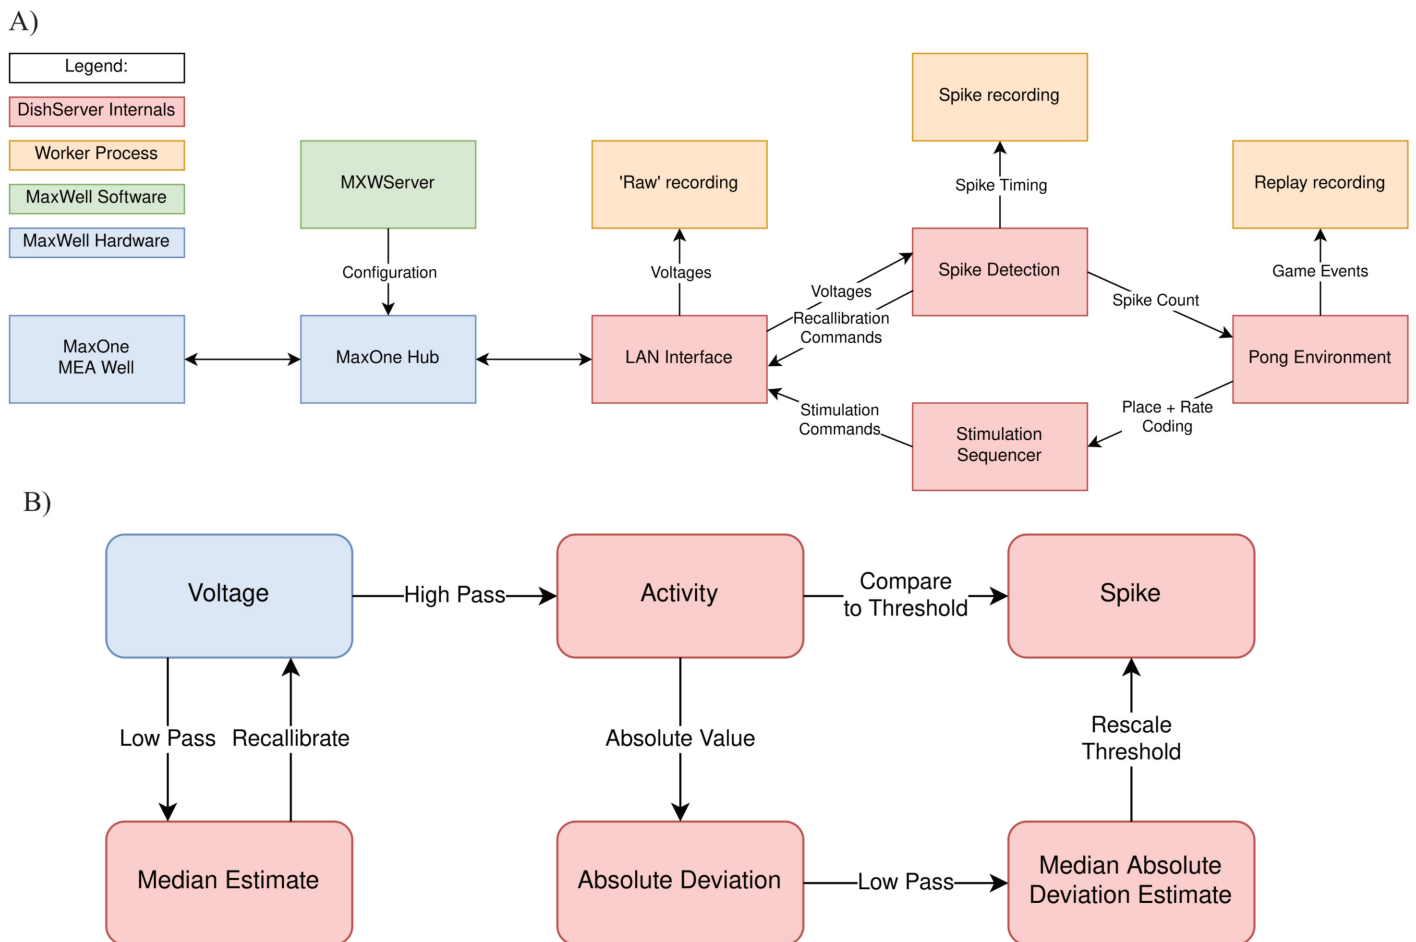 A)
Legend:
DishServer Internals
Worker Process
MaxWell Software
MaxWell Hardware
MXWServer
Configuration
MaxOne
MEA Well
MaxOne Hub
'Raw' recording
Voltages
LAN Interface
Spike recording
Spike Timing
Spike Detection
Voltages
Recallibration
Commands
Spike Count
Replay recording
Game Events
Pong Environment
Place + Rate
Coding
Stimulation
Sequencer
Stimulation
Commands
B)
Voltage
High Pass
Activity
Compare
to Threshold
Spike
Low Pass
Recallibrate
Absolute Value
Rescale
Threshold
Median Estimate
Absolute Deviation
Low Pass
Median Absolute
Deviation Estimate